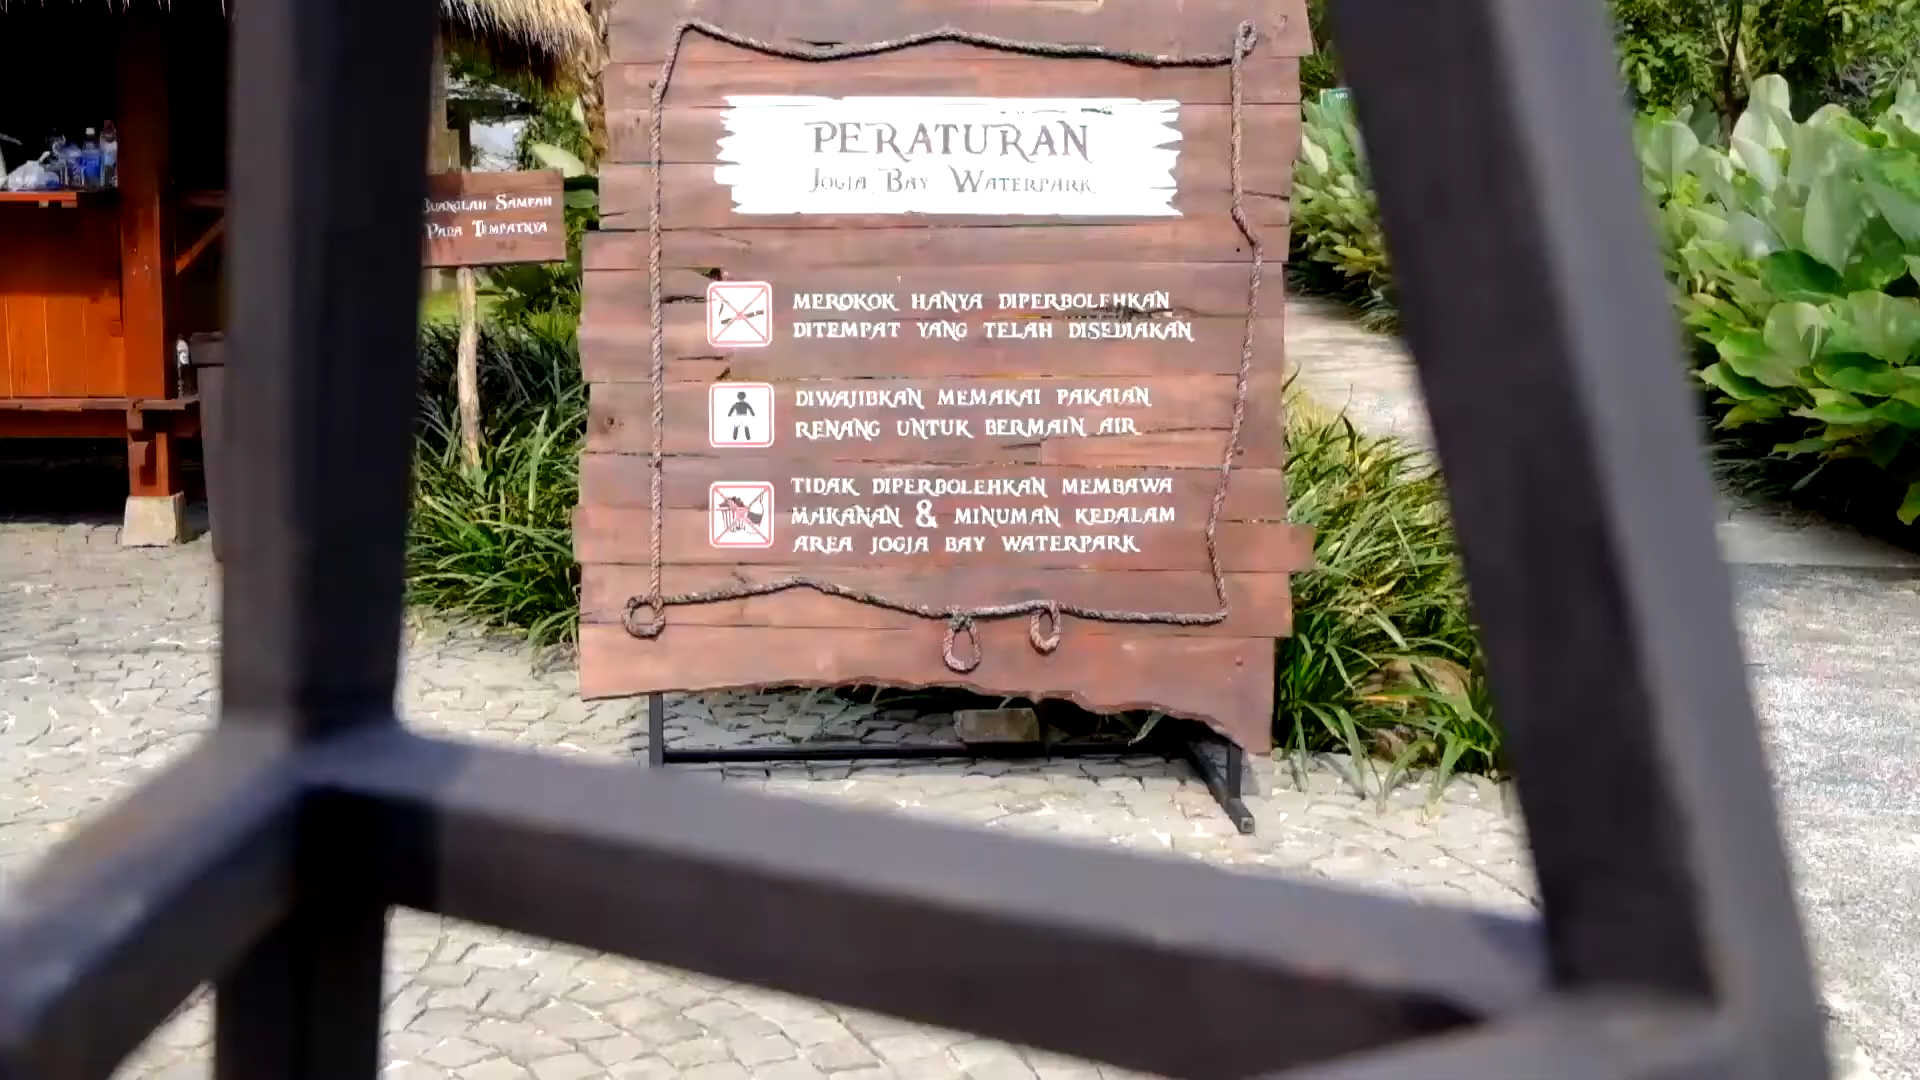 PERATURAN
JOGJA BAY WATERPARK
BUANGLAH SAMPAH
PADA TEMPATNYA
MEROKOK HANYA DIPERBOLEHKAN
DITEMPAT YANG TELAH DISEDIAKAN
DIWAJIBKAN MEMAKAI PAKAIAN
RENANG UNTUK BERMAIN AIR
TIDAK DIPERBOLEHKAN MEMBAWA
MAKANAN & MINUMAN KEDALAM
AREA JOGJA BAY WATERPARK